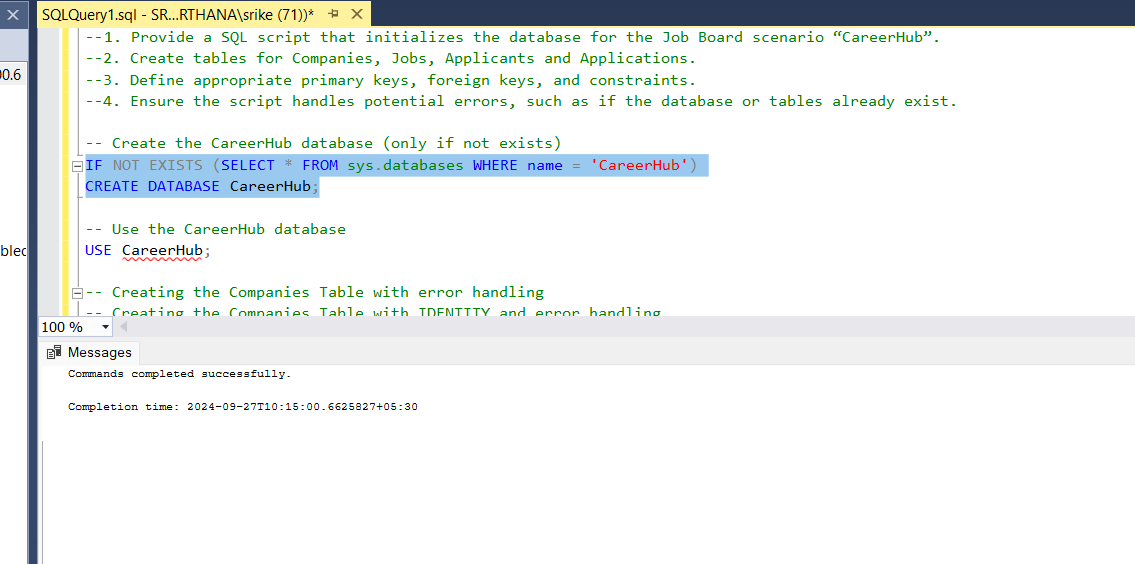 SQLQuery1.sql - SR...RTHANA\srike (71))*
--1. Provide a SQL script that initializes the database for the Job Board scenario “CareerHub”.
--2. Create tables for Companies, Jobs, Applicants and Applications.
--3. Define appropriate primary keys, foreign keys, and constraints.
--4. Ensure the script handles potential errors, such as if the database or tables already exist.
-- Create the CareerHub database (only if not exists)
IF NOT EXISTS (SELECT * FROM sys.databases WHERE name = 'CareerHub')
CREATE DATABASE CareerHub;
-- Use the CareerHub database
USE CareerHub;
-- Creating the Companies Table with error handling
-- Creating the Companies Table with IDENTITY and error handling
100 %
Messages
Commands completed successfully.
Completion time: 2024-09-27T10:15:00.6625827+05:30